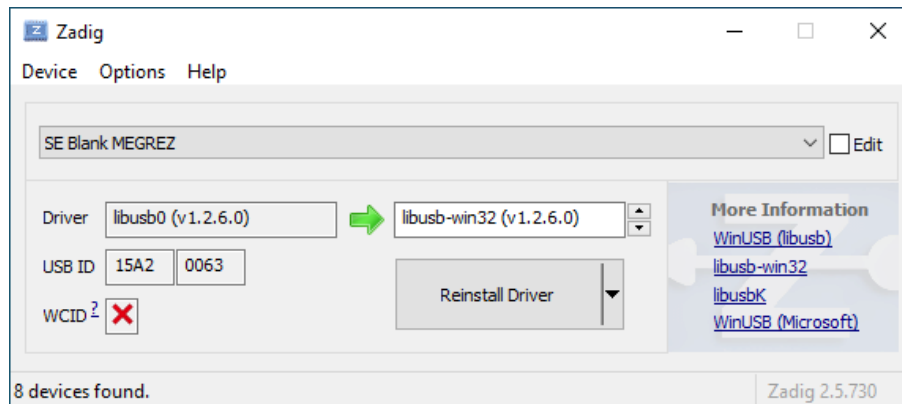 Zadig
Device Options Help
SE Blank MEGREZ
Edit
Driver libusb0 (v1.2.6.0) libusb-win32 (v1.2.6.0)
USB ID 15A2 0063
WCID ?
Reinstall Driver
More Information
WinUSB (libusb)
libusb-win32
libusbK
WinUSB (Microsoft)
8 devices found.
Zadig 2.5.730